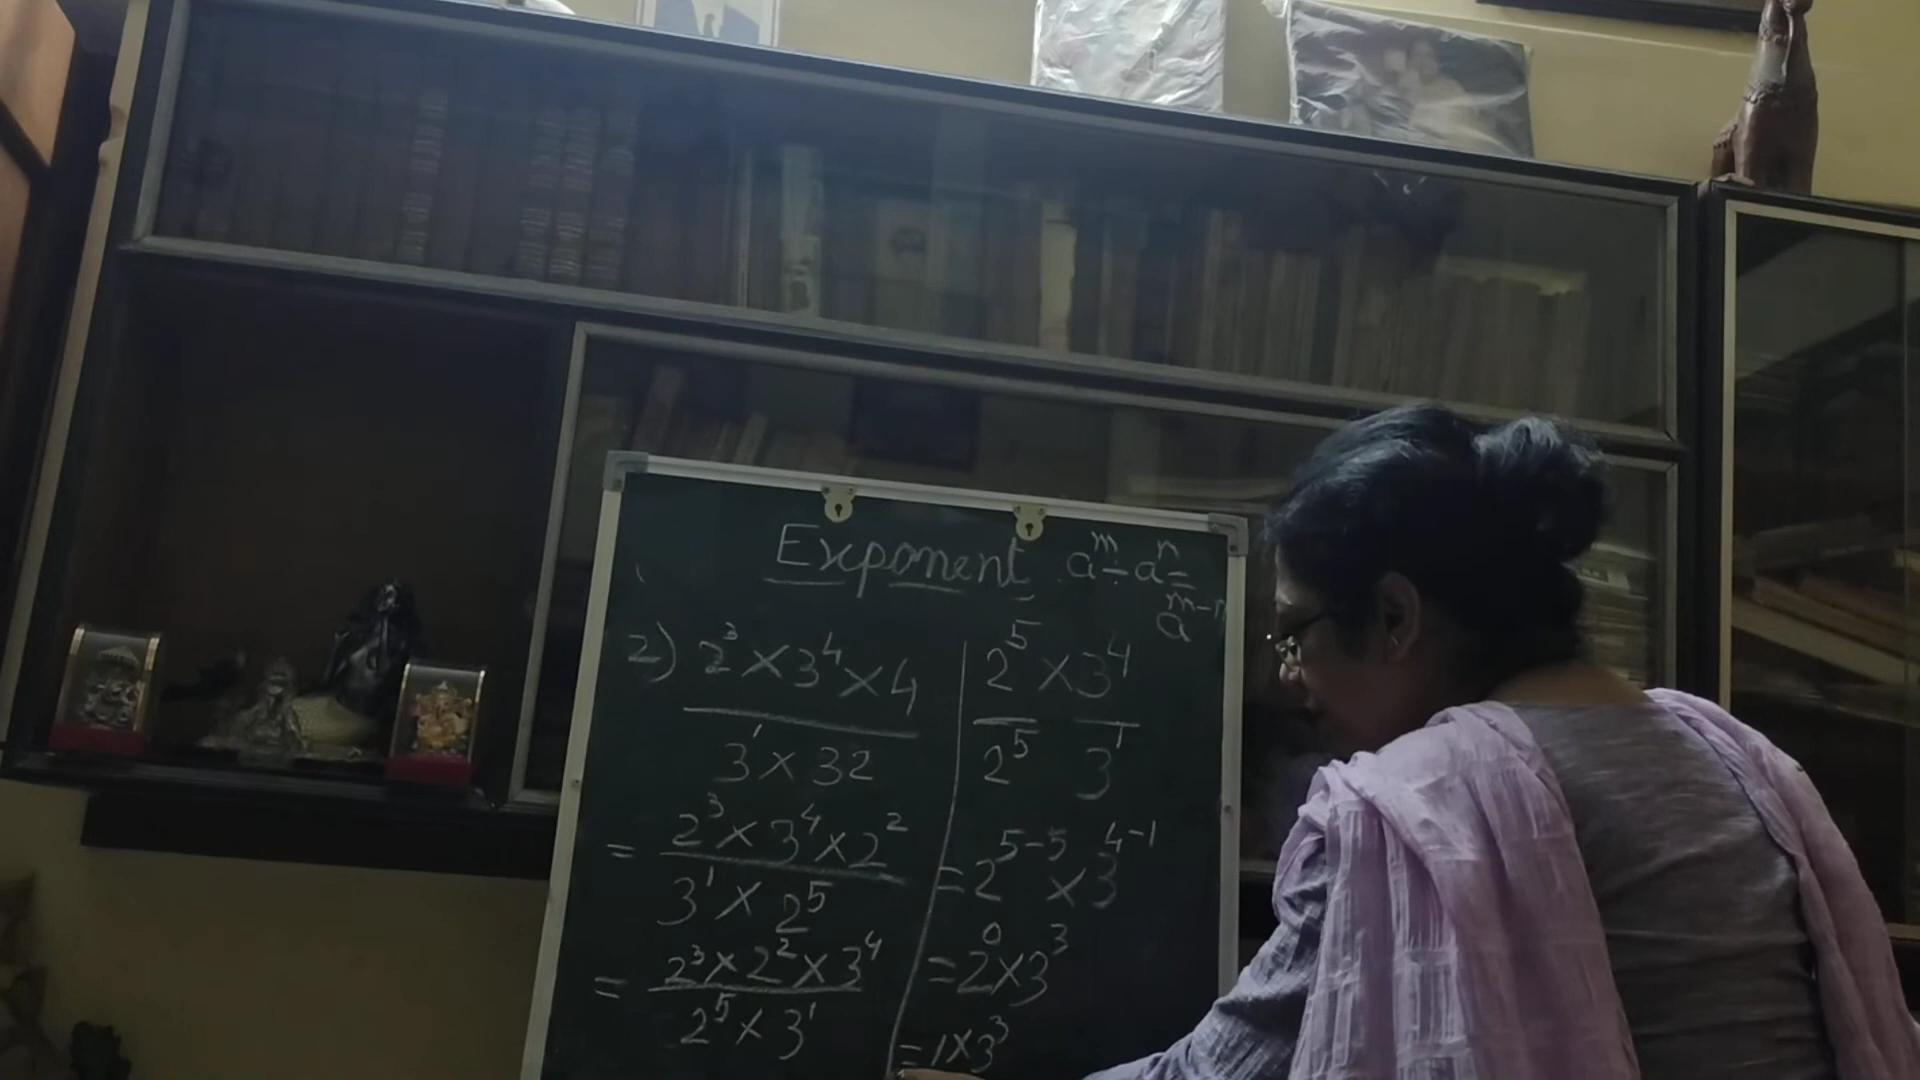 Exponent a^m ÷ a^n =
a^m-n
2) 2^3 × 3^4 × 4
3^1 × 32
= 2^3 × 3^4 × 2^2
3^1 × 2^5
= 2^3 × 2^2 × 3^4
2^5 × 3^1
2^5 × 3^4
2^5 3^1
= 2^5-5 × 3^4-1
= 2^0 × 3^3
= 1 × 3^3